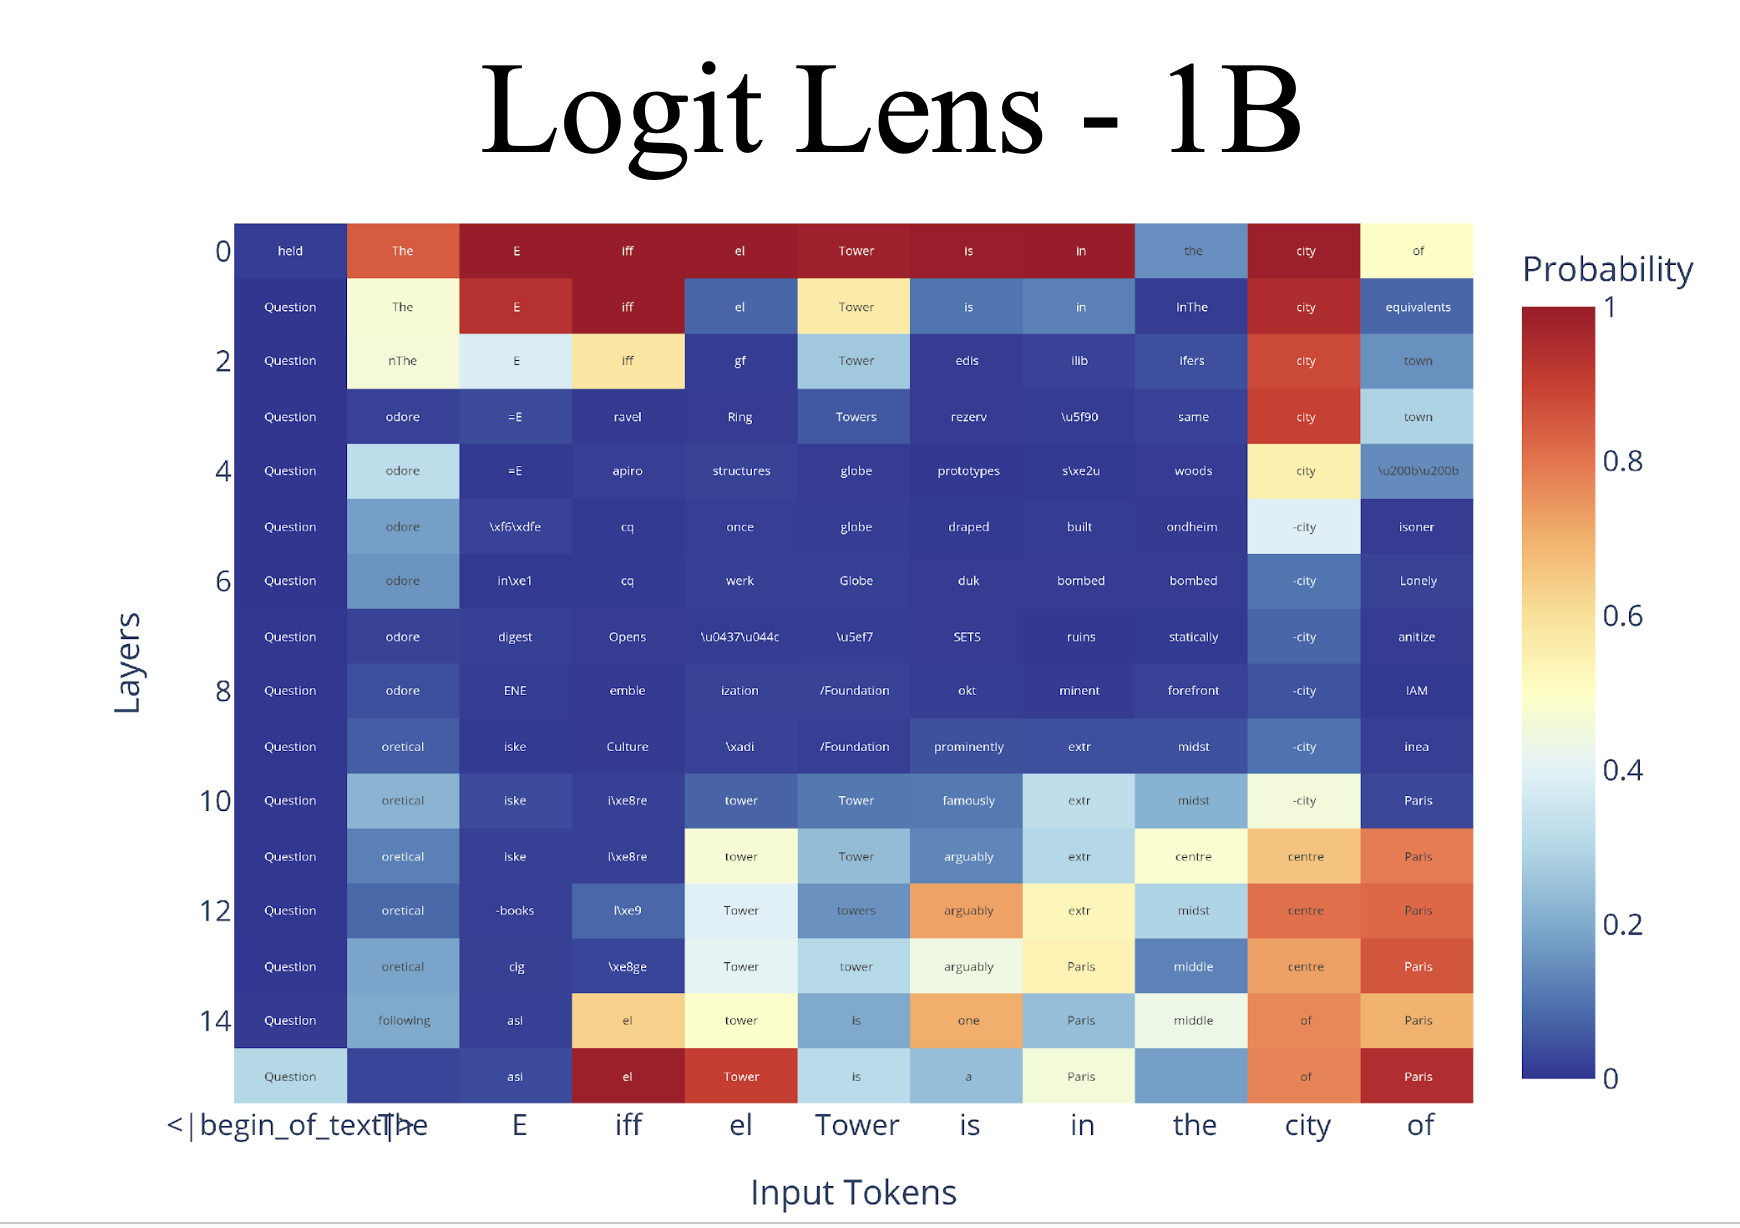 Logit Lens - 1B
0 held The E iff el Tower is in the city of
Probability
1
Question The E iff el Tower is in InThe city equivalents
2 Question nThe E iff gf Tower edis ilib ifers city town
Question odore =E ravel Ring Towers rezerv \u5f90 same city town
4 Question odore =E apiro structures globe prototypes s\xe2u woods city \u200b\u200b
0.8
Question odore \xf6\xdfe cq once globe draped built ondheim -city isoner
6 Question odore in\xe1 cq werk Globe duk bombed bombed -city Lonely
0.6
Question odore digest Opens \u0437\u044c \u5ef7 SETS ruins statically -city anitize
Layers
8 Question odore ENE emble ization /Foundation okt minent forefront -city IAM
Question oretical iske Culture \xadi /Foundation prominently extr midst -city inea
0.4
10 Question oretical iske i\xe8re tower Tower famously extr midst -city Paris
Question oretical iske i\xe8re tower Tower arguably extr centre centre Paris
12 Question oretical -books l\xe9 Tower towers arguably extr midst centre Paris
0.2
Question oretical clg \xe8ge Tower tower arguably Paris middle centre Paris
14 Question following asl el tower is one Paris middle of Paris
Question asi el Tower is a Paris of Paris
0
<|begin_of_text|> The E iff el Tower is in the city of
Input Tokens